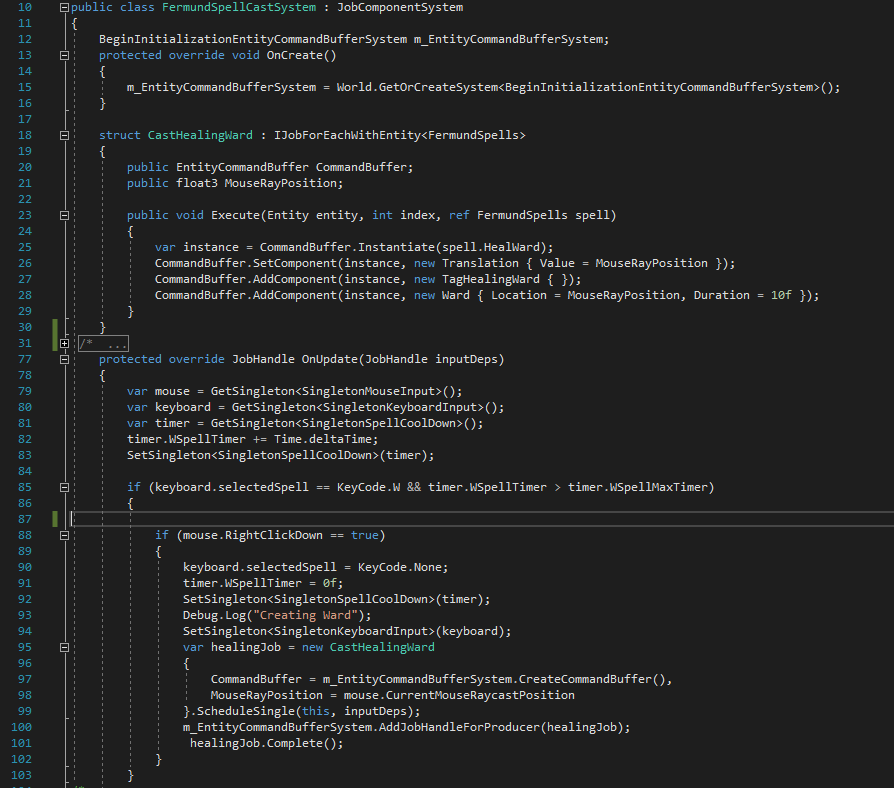 10 public class FermundSpellCastSystem : JobComponentSystem
11 {
12 BeginInitializationEntityCommandBufferSystem m_EntityCommandBufferSystem;
13 protected override void OnCreate()
14 {
15 m_EntityCommandBufferSystem = World.GetOrCreateSystem<BeginInitializationEntityCommandBufferSystem>();
16 }
17
18 struct CastHealingWard : IJobForEachWithEntity<FermundSpells>
19 {
20 public EntityCommandBuffer CommandBuffer;
21 public float3 MouseRayPosition;
22
23 public void Execute(Entity entity, int index, ref FermundSpells spell)
24 {
25 var instance = CommandBuffer.Instantiate(spell.HealWard);
26 CommandBuffer.SetComponent(instance, new Translation { Value = MouseRayPosition });
27 CommandBuffer.AddComponent(instance, new TagHealingWard { });
28 CommandBuffer.AddComponent(instance, new Ward { Location = MouseRayPosition, Duration = 10f });
29 }
30 }
31 /* ...
77 protected override JobHandle OnUpdate(JobHandle inputDeps)
78 {
79 var mouse = GetSingleton<SingletonMouseInput>();
80 var keyboard = GetSingleton<SingletonKeyboardInput>();
81 var timer = GetSingleton<SingletonSpellCoolDown>();
82 timer.WSpellTimer += Time.deltaTime;
83 SetSingleton<SingletonSpellCoolDown>(timer);
84
85 if (keyboard.selectedSpell == KeyCode.W && timer.WSpellTimer > timer.WSpellMaxTimer)
86 {
87
88 if (mouse.RightClickDown == true)
89 {
90 keyboard.selectedSpell = KeyCode.None;
91 timer.WSpellTimer = 0f;
92 SetSingleton<SingletonSpellCoolDown>(timer);
93 Debug.Log("Creating Ward");
94 SetSingleton<SingletonKeyboardInput>(keyboard);
95 var healingJob = new CastHealingWard
96 {
97 CommandBuffer = m_EntityCommandBufferSystem.CreateCommandBuffer(),
98 MouseRayPosition = mouse.CurrentMouseRaycastPosition
99 }.ScheduleSingle(this, inputDeps);
100 m_EntityCommandBufferSystem.AddJobHandleForProducer(healingJob);
101 healingJob.Complete();
102 }
103 }